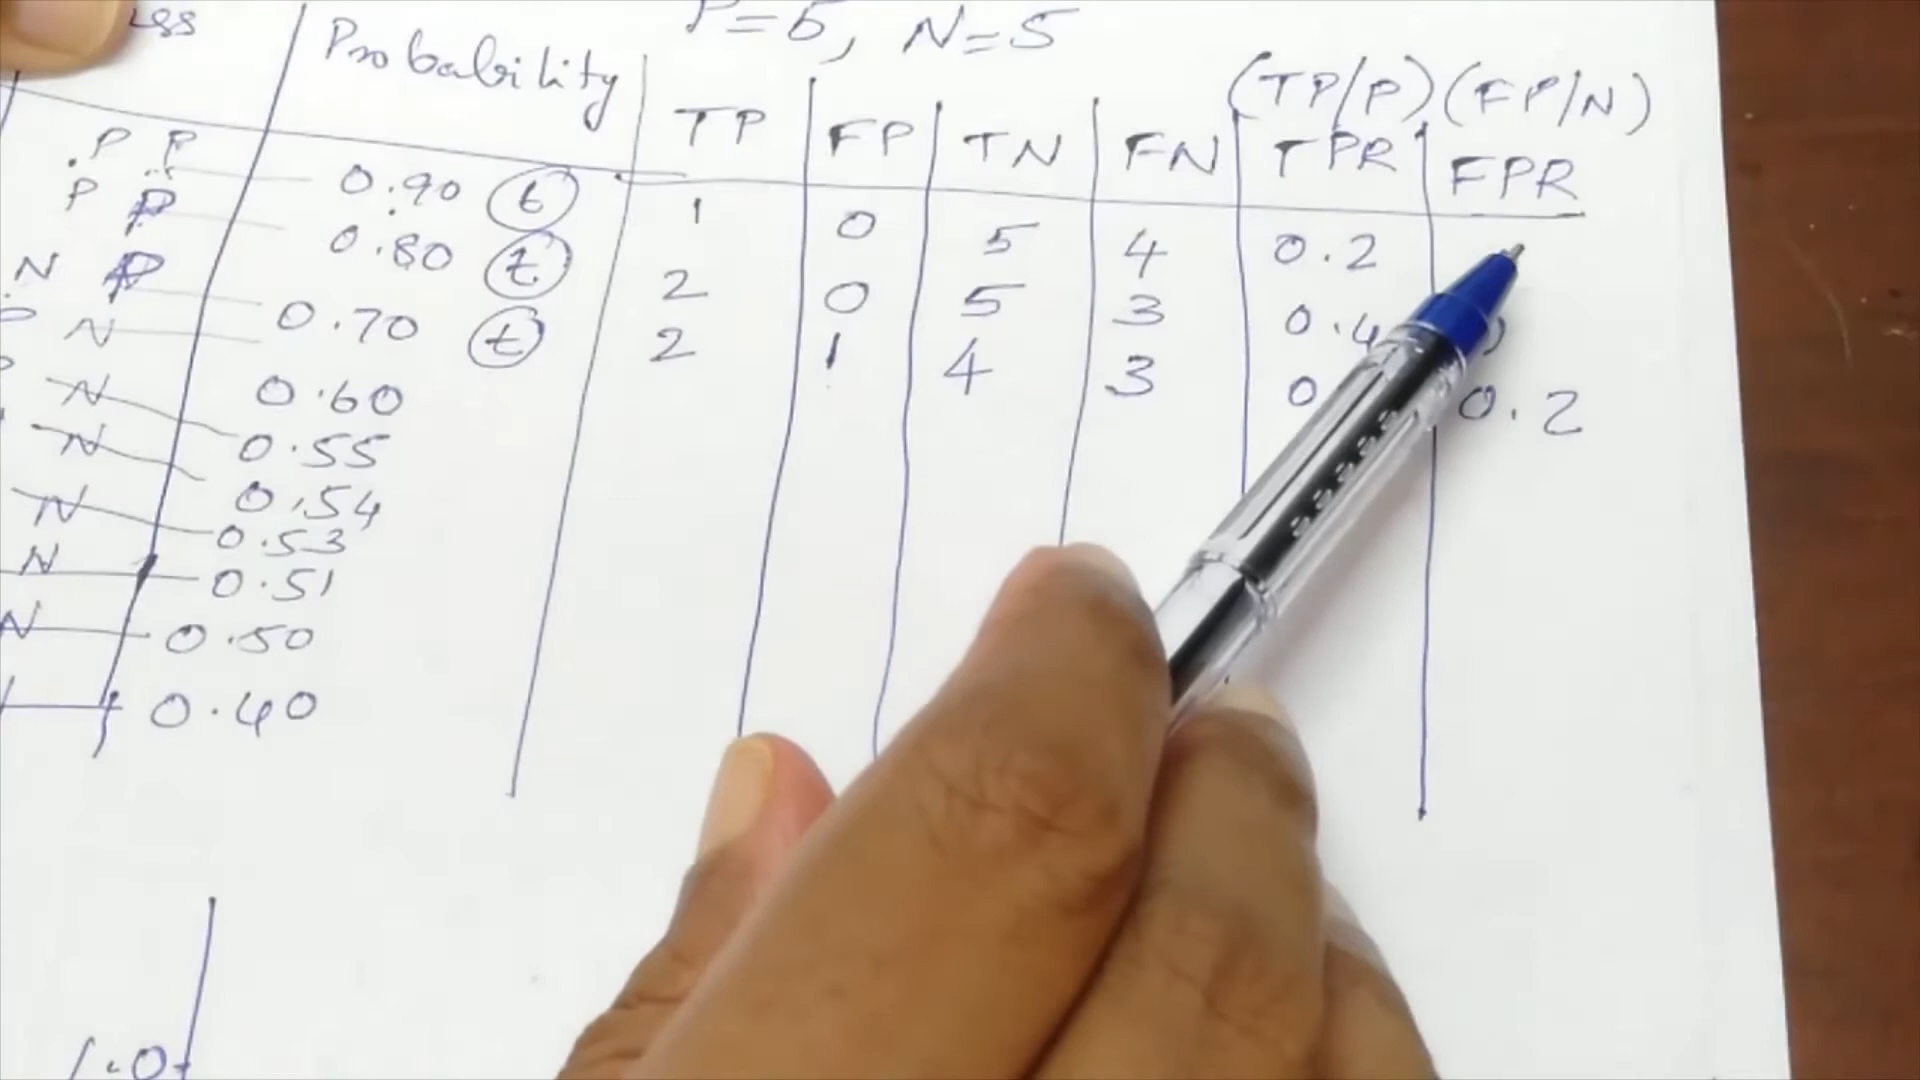 P=5, N=5
Probability
(TP/P) (FP/N)
TP FP TN FN TPR FPR
P P 0.90 t 1 0 5 4 0.2
P P 0.80 t 2 0 5 3 0.4
N P 0.70 t 2 1 4 3 0 0.2
N 0.60
N 0.55
N 0.54
N 0.53
N 0.51
N 0.50
0.40
1.0